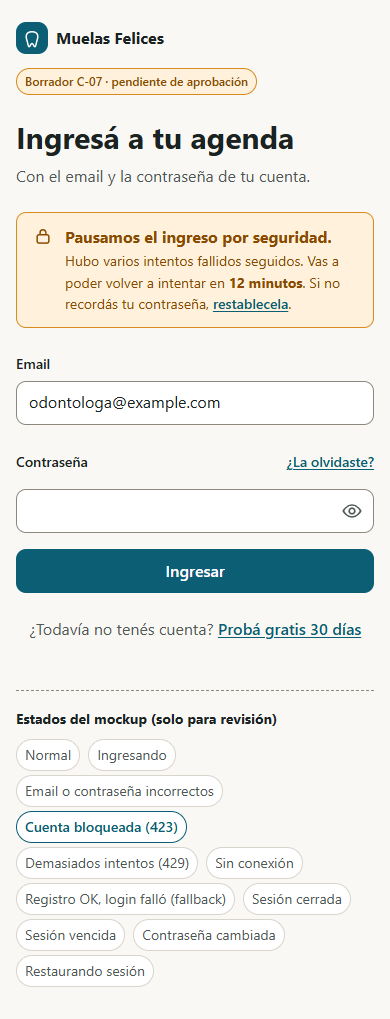 Muelas Felices
Borrador C-07 · pendiente de aprobación
Ingresá a tu agenda
Con el email y la contraseña de tu cuenta.
Pausamos el ingreso por seguridad.
Hubo varios intentos fallidos seguidos. Vas a
poder volver a intentar en 12 minutos. Si no
recordás tu contraseña, restablecela.
Email
odontologa@example.com
Contraseña ¿La olvidaste?
Ingresar
¿Todavía no tenés cuenta? Probá gratis 30 días
Estados del mockup (solo para revisión)
Normal Ingresando
Email o contraseña incorrectos
Cuenta bloqueada (423)
Demasiados intentos (429) Sin conexión
Registro OK, login falló (fallback) Sesión cerrada
Sesión vencida Contraseña cambiada
Restaurando sesión